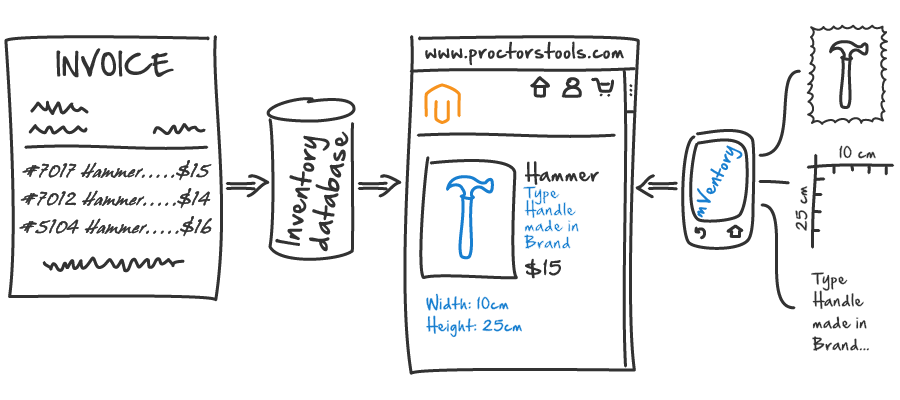 INVOICE
#7017 Hammer.....$15
#7012 Hammer.....$14
#5104 Hammer.....$16
Inventory
database
www.proctorstools.com
Hammer
Type
Handle
made in
Brand
$15
Width: 10cm
Height: 25cm
mVentory
10 cm
25 cm
Type
Handle
made in
Brand...